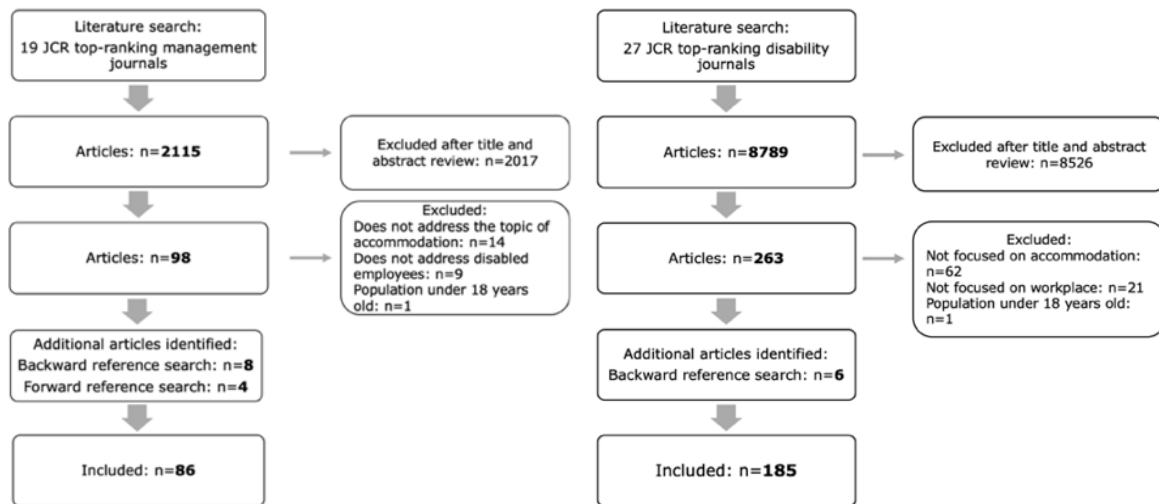 Literature search:
19 JCR top-ranking management
journals
Articles: n=2115
Excluded after title and
abstract review: n=2017
Articles: n=98
Excluded:
Does not address the topic of
accommodation: n=14
Does not address disabled
employees: n=9
Population under 18 years
old: n=1
Additional articles identified:
Backward reference search: n=8
Forward reference search: n=4
Included: n=86
Literature search:
27 JCR top-ranking disability
journals
Articles: n=8789
Excluded after title and abstract
review: n=8526
Articles: n=263
Excluded:
Not focused on accommodation:
n=62
Not focused on workplace: n=21
Population under 18 years old:
n=1
Additional articles identified:
Backward reference search: n=6
Included: n=185